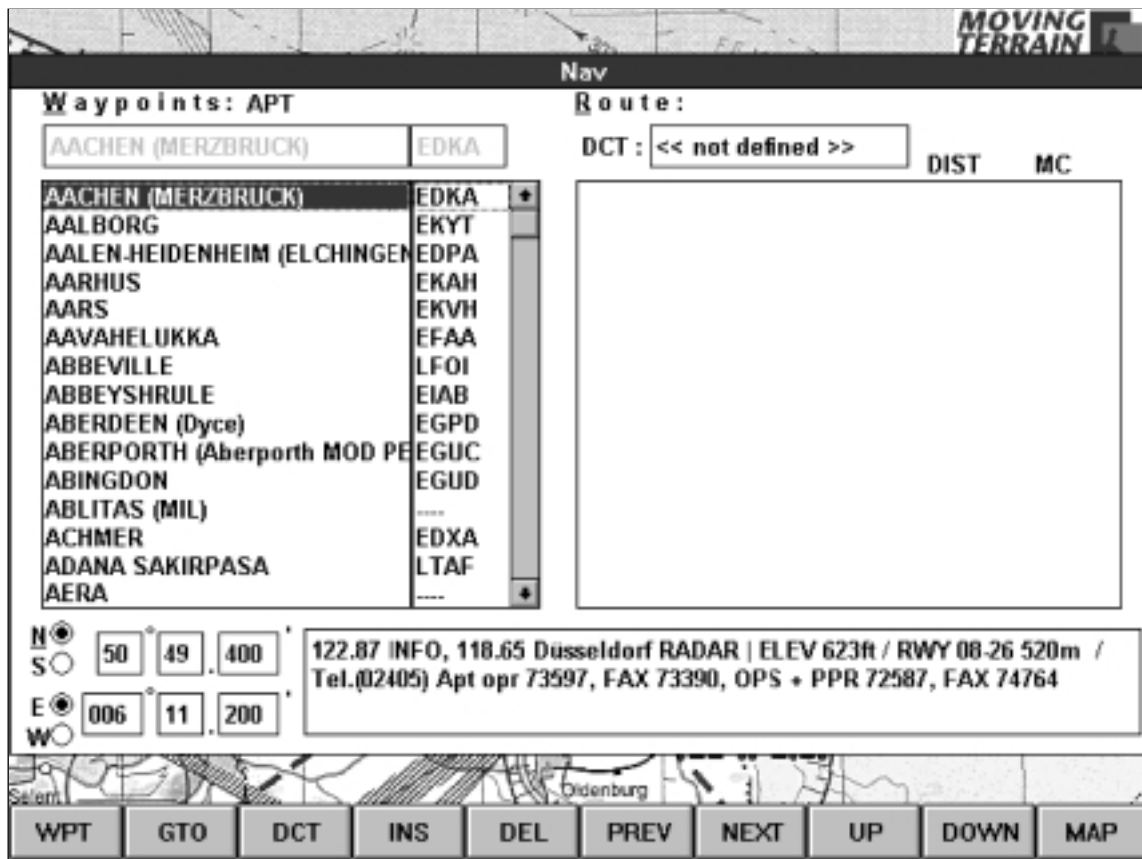 MOVING
TERRAIN
Nav
Waypoints: APT
Route:
AACHEN (MERZBRUCK) EDKA
DCT : << not defined >>
DIST MC
AACHEN (MERZBRUCK) EDKA
AALBORG EKYT
AALEN-HEIDENHEIM (ELCHINGEN EDPA
AARHUS EKAH
AARS EKVH
AAVAHELUKKA EFAA
ABBEVILLE LFOI
ABBEYSHRULE EIAB
ABERDEEN (Dyce) EGPD
ABERPORTH (Aberporth MOD PE EGUC
ABINGDON EGUD
ABLITAS (MIL) ----
ACHMER EDXA
ADANA SAKIRPASA LTAF
AERA ----
N 50 ° 49 . 400 '
S
E 006 ° 11 . 200 '
W
122.87 INFO, 118.65 Düsseldorf RADAR | ELEV 623ft / RWY 08-26 520m /
Tel.(02405) Apt opr 73597, FAX 73390, OPS + PPR 72587, FAX 74764
Oldenburg
WPT GTO DCT INS DEL PREV NEXT UP DOWN MAP